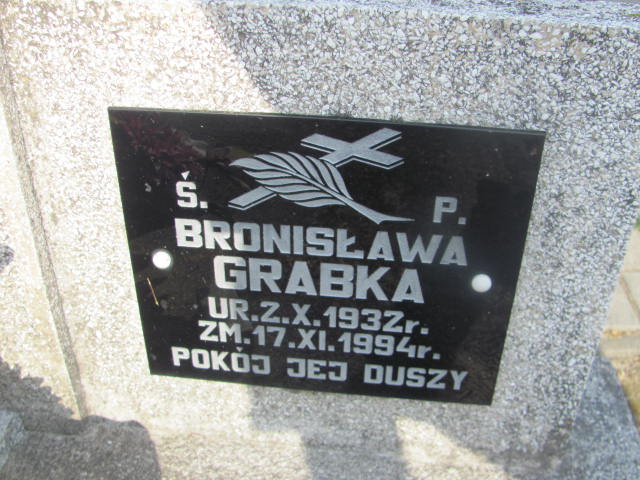 Ś. P.
BRONISŁAWA
GRABKA
UR.2.X.1932r.
ZM.17.XI.1994r.
POKÓJ JEJ DUSZY